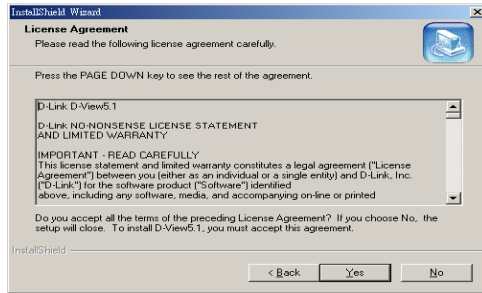 InstallShield Wizard
License Agreement
Please read the following license agreement carefully.
Press the PAGE DOWN key to see the rest of the agreement.
D-Link D-View5.1
D-Link NO-NONSENSE LICENSE STATEMENT
AND LIMITED WARRANTY
IMPORTANT - READ CAREFULLY
This license statement and limited warranty constitutes a legal agreement ("License
Agreement") between you (either as an individual or a single entity) and D-Link, Inc.
("D-Link") for the software product ("Software") identified
above, including any software, media, and accompanying on-line or printed
Do you accept all the terms of the preceding License Agreement? If you choose No, the
setup will close. To install D-View5.1, you must accept this agreement.
InstallShield
< Back Yes No